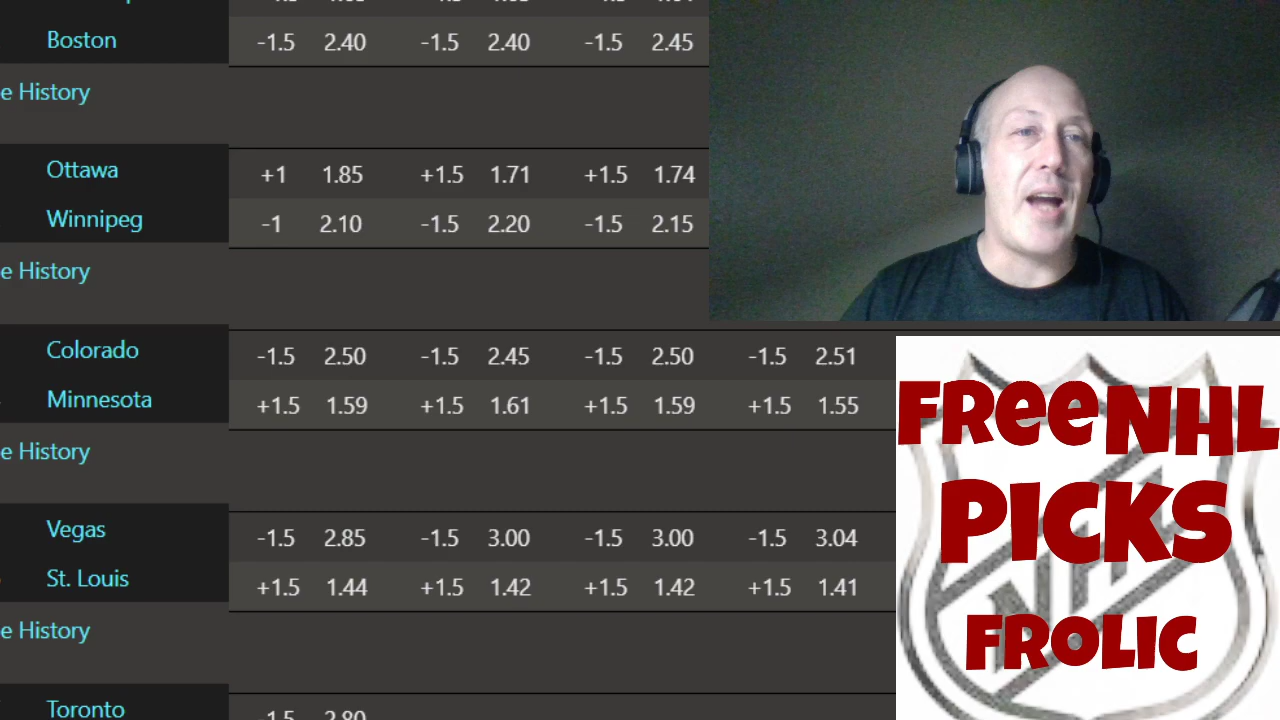 Boston -1.5 2.40 -1.5 2.40 -1.5 2.45
e History
Ottawa +1 1.85 +1.5 1.71 +1.5 1.74
Winnipeg -1 2.10 -1.5 2.20 -1.5 2.15
e History
Colorado -1.5 2.50 -1.5 2.45 -1.5 2.50 -1.5 2.51
Minnesota +1.5 1.59 +1.5 1.61 +1.5 1.59 +1.5 1.55
e History
Vegas -1.5 2.85 -1.5 3.00 -1.5 3.00 -1.5 3.04
St. Louis +1.5 1.44 +1.5 1.42 +1.5 1.42 +1.5 1.41
e History
Toronto -1.5 2.80
FReeNHL
PICKS
FROLIC
NHL